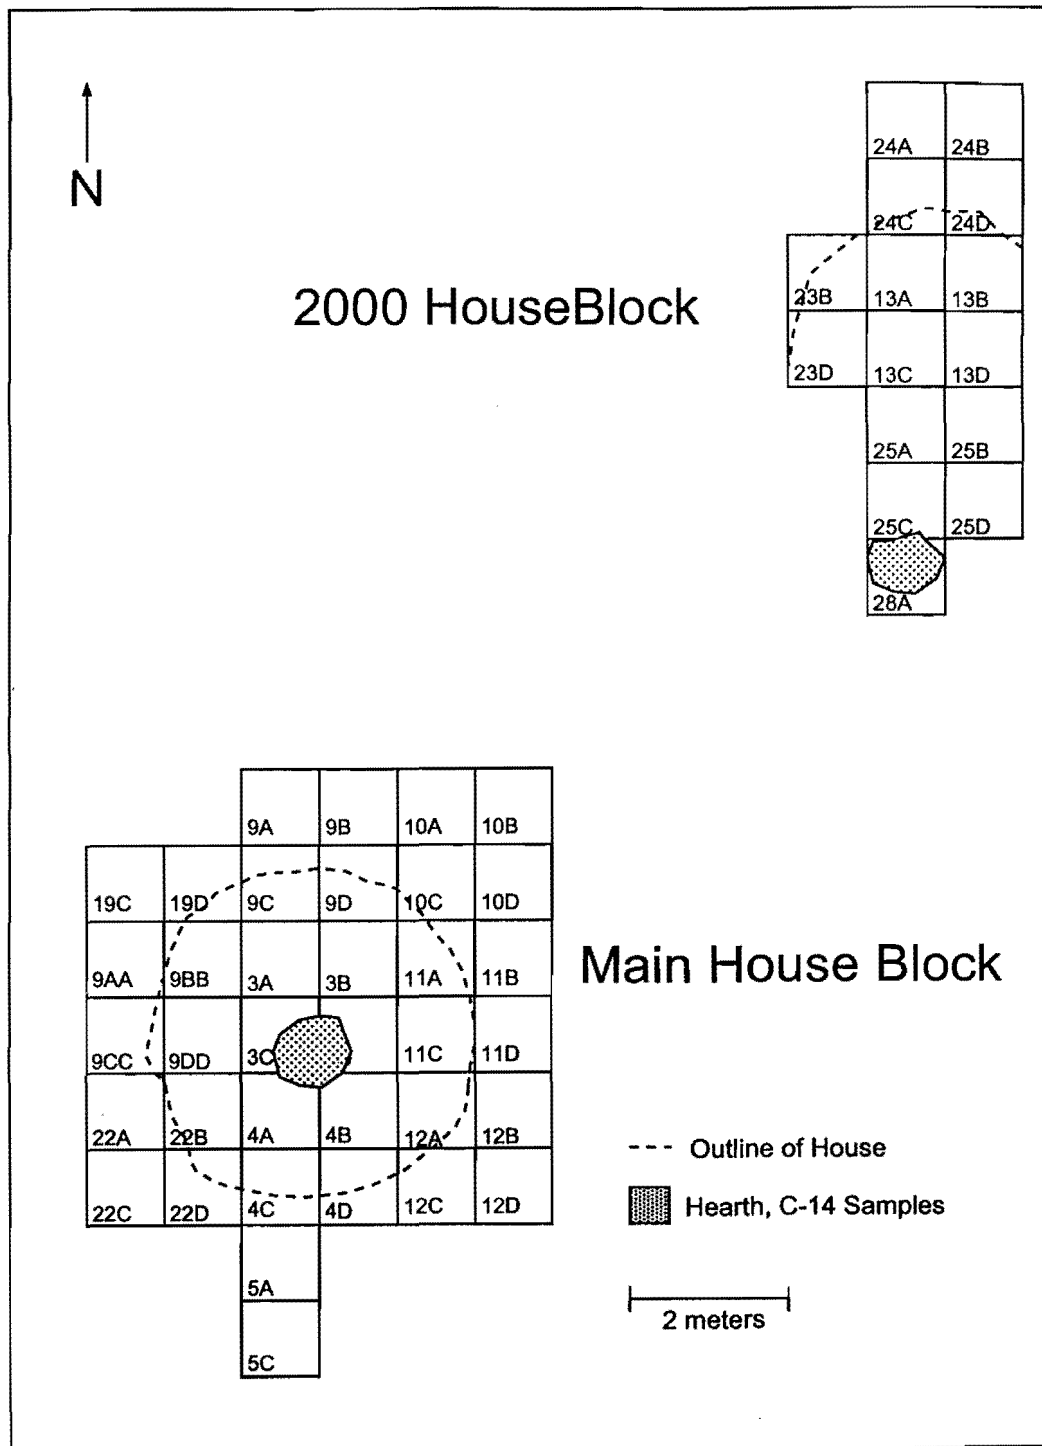 N
24A 24B
24C 24D
2000 HouseBlock
23B 13A 13B
23D 13C 13D
25A 25B
25C 25D
28A
9A 9B 10A 10B
19C 19D 9C 9D 10C 10D
9AA 9BB 3A 3B 11A 11B
Main House Block
9CC 9DD 3C 11C 11D
22A 22B 4A 4B 12A 12B
22C 22D 4C 4D 12C 12D
5A
5C
Outline of House
Hearth, C-14 Samples
2 meters